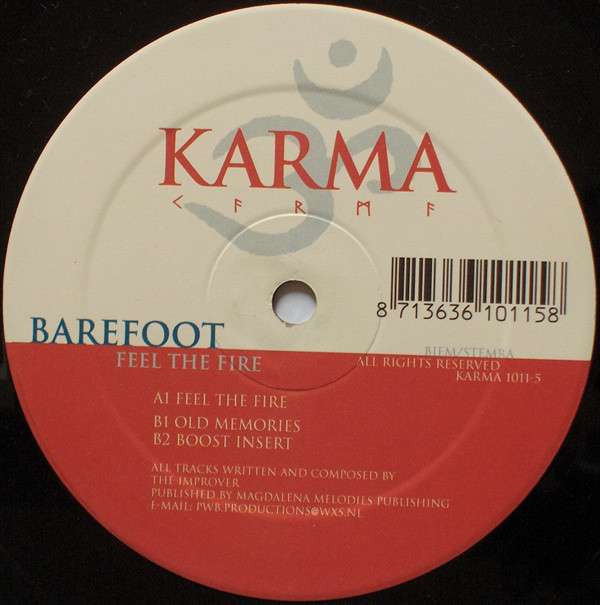 KARMA
ᚲ ᚨ ᚱ ᛗ ᚨ
8 713636 101158
BAREFOOT
FEEL THE FIRE
BIEM/STEMRA
ALL RIGHTS RESERVED
KARMA 1011-5
A1 FEEL THE FIRE
B1 OLD MEMORIES
B2 BOOST INSERT
ALL TRACKS WRITTEN AND COMPOSED BY
THE IMPROVER
PUBLISHED BY MAGDALENA MELODILS PUBLISHING
E-MAIL: PWB.PRODUCTIONS@WXS.NL